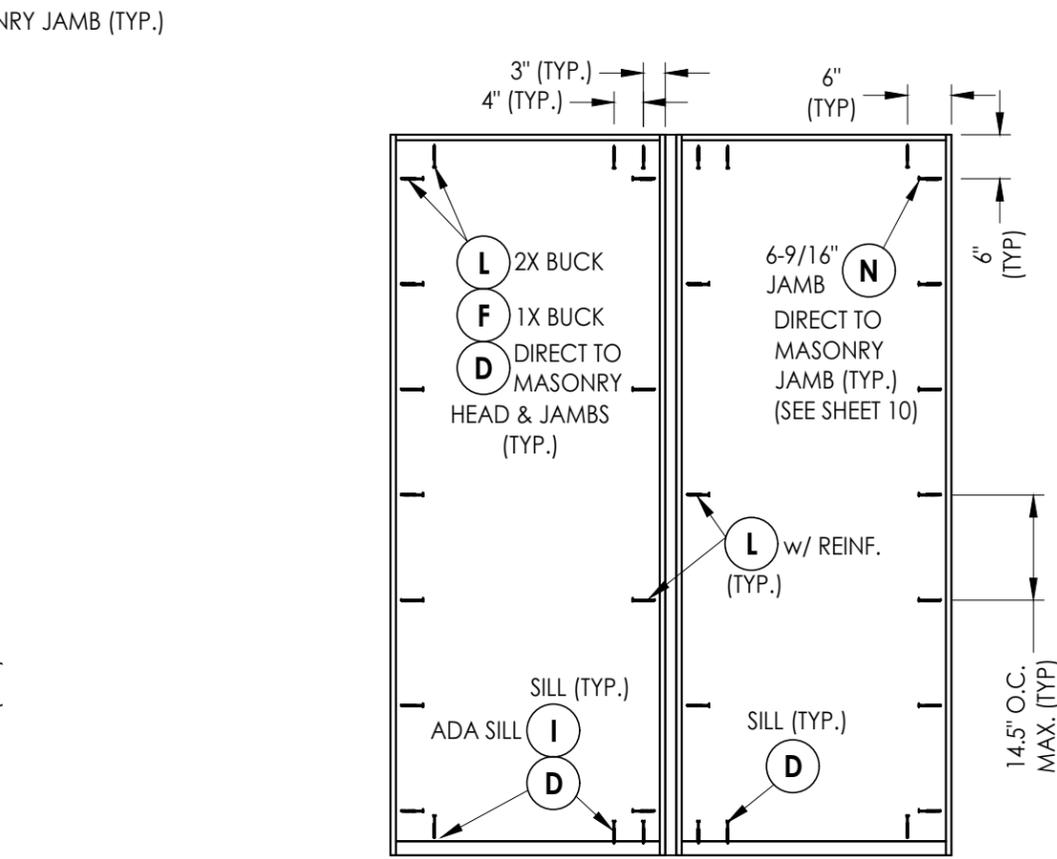 NRY JAMB (TYP.)
3" (TYP.)
4" (TYP.)
6"
(TYP)
6"
(TYP)
L 2X BUCK
F 1X BUCK
D DIRECT TO
MASONRY
HEAD & JAMBS
(TYP.)
6-9/16"
JAMB
N
DIRECT TO
MASONRY
JAMB (TYP.)
(SEE SHEET 10)
L w/ REINF.
(TYP.)
14.5" O.C.
MAX. (TYP)
SILL (TYP.)
ADA SILL I
D
SILL (TYP.)
D